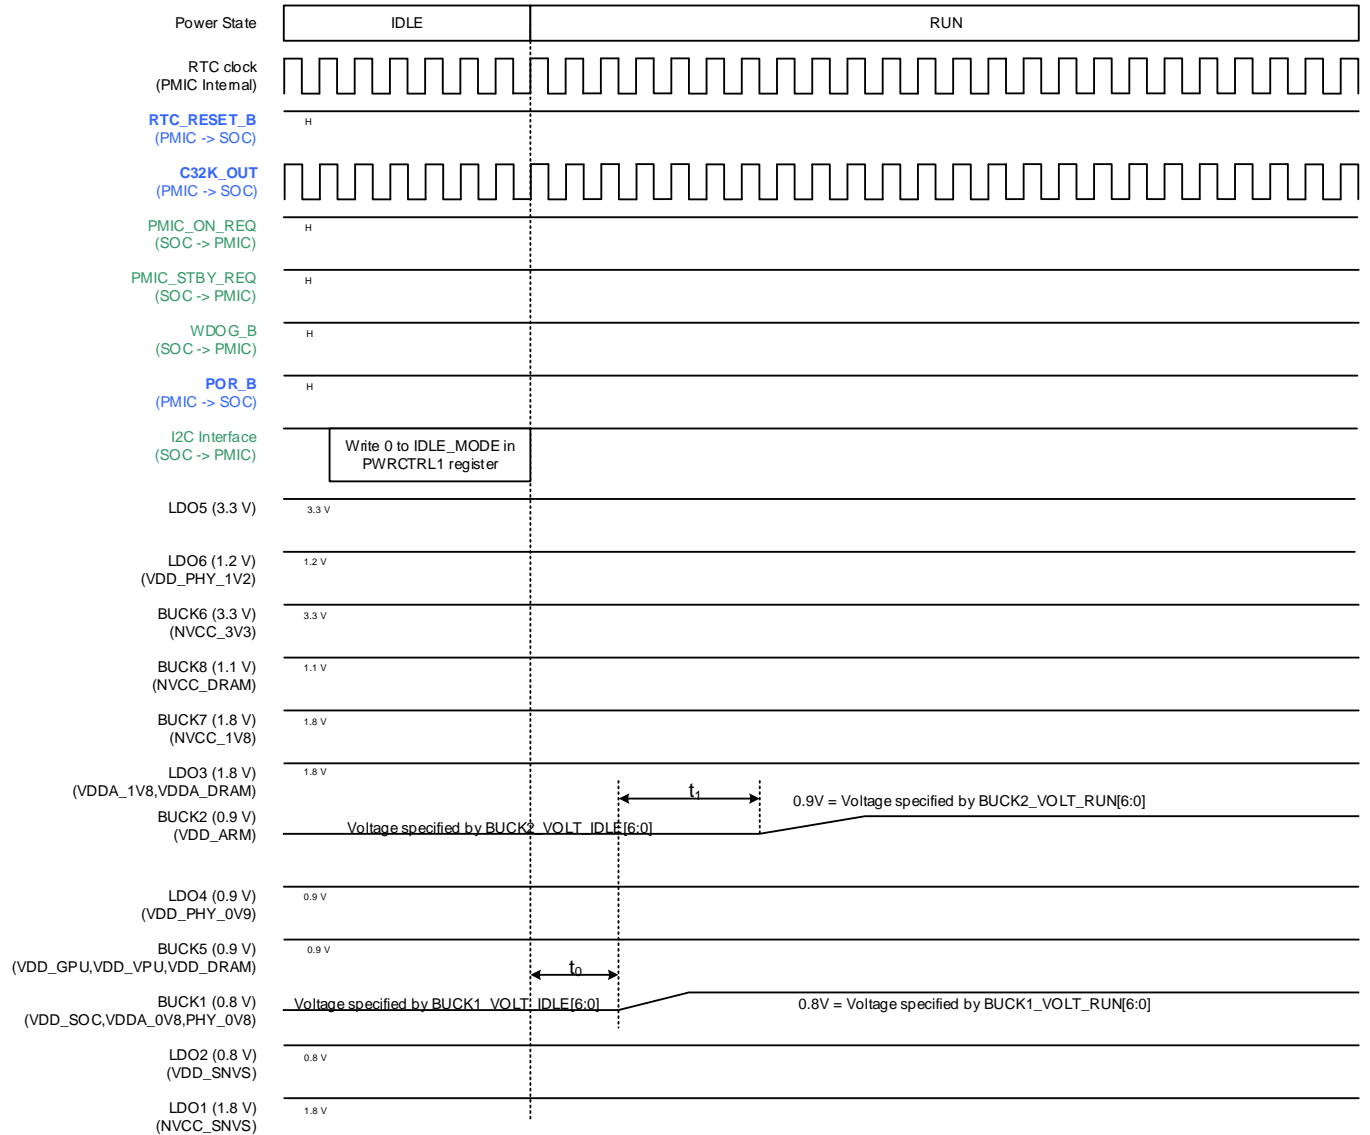 Power State
IDLE
RUN
RTC clock
(PMIC Internal)
RTC_RESET_B
(PMIC -> SOC)
H
C32K_OUT
(PMIC -> SOC)
PMIC_ON_REQ
(SOC -> PMIC)
H
PMIC_STBY_REQ
(SOC -> PMIC)
H
WDOG_B
(SOC -> PMIC)
H
POR_B
(PMIC -> SOC)
H
I2C Interface
(SOC -> PMIC)
Write 0 to IDLE_MODE in
PWRCTRL1 register
LDO5 (3.3 V)
3.3 V
LDO6 (1.2 V)
(VDD_PHY_1V2)
1.2 V
BUCK6 (3.3 V)
(NVCC_3V3)
3.3 V
BUCK8 (1.1 V)
(NVCC_DRAM)
1.1 V
BUCK7 (1.8 V)
(NVCC_1V8)
1.8 V
LDO3 (1.8 V)
(VDDA_1V8,VDDA_DRAM)
1.8 V
t1
BUCK2 (0.9 V)
(VDD_ARM)
Voltage specified by BUCK2_VOLT_IDLE[6:0]
0.9V = Voltage specified by BUCK2_VOLT_RUN[6:0]
LDO4 (0.9 V)
(VDD_PHY_0V9)
0.9 V
BUCK5 (0.9 V)
(VDD_GPU,VDD_VPU,VDD_DRAM)
0.9 V
t0
BUCK1 (0.8 V)
(VDD_SOC,VDDA_0V8,PHY_0V8)
Voltage specified by BUCK1_VOLT_IDLE[6:0]
0.8V = Voltage specified by BUCK1_VOLT_RUN[6:0]
LDO2 (0.8 V)
(VDD_SNVS)
0.8 V
LDO1 (1.8 V)
(NVCC_SNVS)
1.8 V